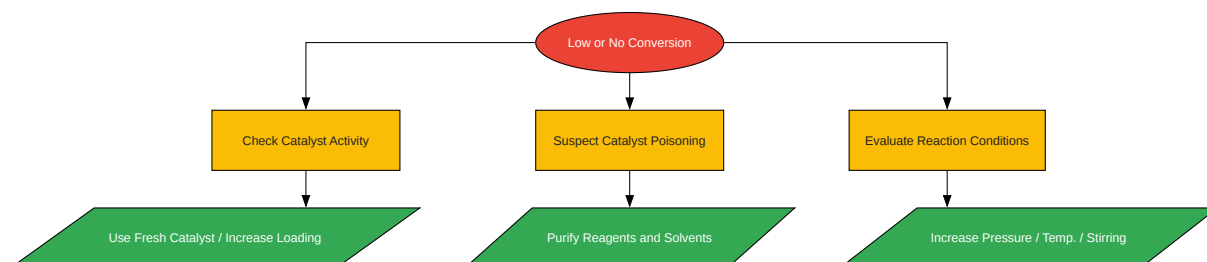 Low or No Conversion
Check Catalyst Activity
Suspect Catalyst Poisoning
Evaluate Reaction Conditions
Use Fresh Catalyst / Increase Loading
Purify Reagents and Solvents
Increase Pressure / Temp. / Stirring